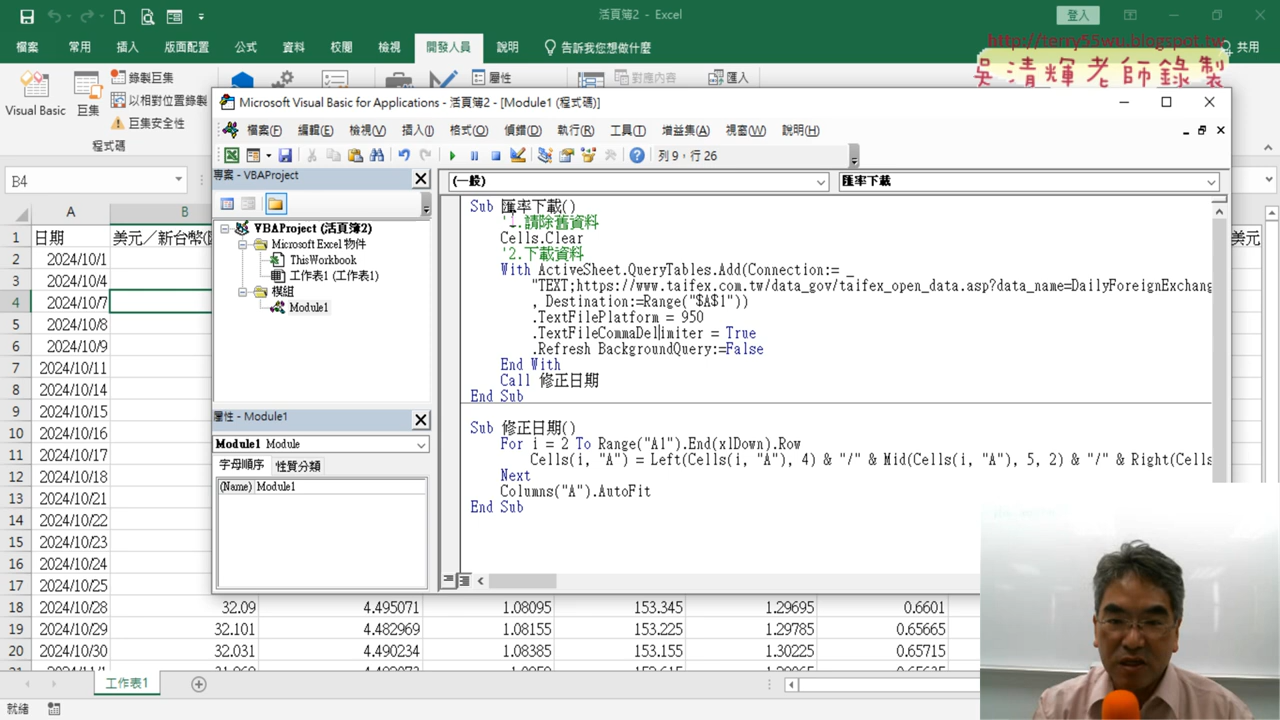 活頁簿2 - Excel
登入
檔案 常用 插入 版面配置 公式 資料 校閱 檢視 開發人員 說明 告訴我您想做什麼 共用
http://terry55wu.blogspot.tw
吳清輝老師錄製
Visual Basic
巨集
錄製巨集
以相對位置錄製
巨集安全性
程式碼
屬性
對應內容
匯入
Microsoft Visual Basic for Applications - 活頁簿2 - [Module1 (程式碼)]
檔案(F) 編輯(E) 檢視(V) 插入(I) 格式(O) 偵錯(D) 執行(R) 工具(T) 增益集(A) 視窗(W) 說明(H)
列 9，行 26
B4
專案 - VBAProject
VBAProject (活頁簿2)
Microsoft Excel 物件
ThisWorkbook
工作表1 (工作表1)
模組
Module1
屬性 - Module1
Module1 Module
字母順序 性質分類
(Name) Module1
(一般) 匯率下載
Sub 匯率下載()
'1.請除舊資料
Cells.Clear
'2.下載資料
With ActiveSheet.QueryTables.Add(Connection:= _
"TEXT;https://www.taifex.com.tw/data_gov/taifex_open_data.asp?data_name=DailyForeignExchang
, Destination:=Range("$A$1"))
.TextFilePlatform = 950
.TextFileCommaDelimiter = True
.Refresh BackgroundQuery:=False
End With
Call 修正日期
End Sub
Sub 修正日期()
For i = 2 To Range("A1").End(xlDown).Row
Cells(i, "A") = Left(Cells(i, "A"), 4) & "/" & Mid(Cells(i, "A"), 5, 2) & "/" & Right(Cells
Next
Columns("A").AutoFit
End Sub
A B
1 日期 美元／新台幣 美元
2 2024/10/1
3 2024/10/4
4 2024/10/7
5 2024/10/8
6 2024/10/9
7 2024/10/11
8 2024/10/14
9 2024/10/15
10 2024/10/16
11 2024/10/17
12 2024/10/18
13 2024/10/21
14 2024/10/22
15 2024/10/23
16 2024/10/24
17 2024/10/25
18 2024/10/28 32.09 4.495071 1.08095 153.345 1.29695 0.6601
19 2024/10/29 32.101 4.482969 1.08155 153.225 1.29785 0.65665
20 2024/10/30 32.031 4.490234 1.08385 153.155 1.30225 0.65715
工作表1
就緒